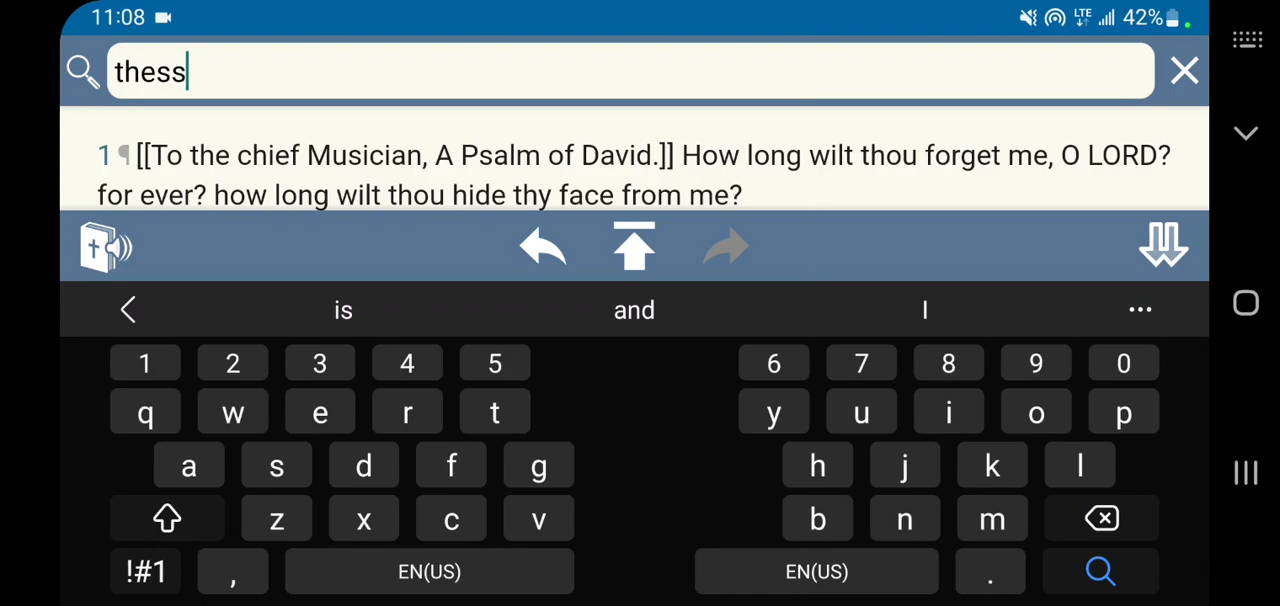 11:08
LTE 42%
thess
1 ¶ [[To the chief Musician, A Psalm of David.]] How long wilt thou forget me, O LORD?
for ever? how long wilt thou hide thy face from me?
is and I
1 2 3 4 5 6 7 8 9 0
q w e r t y u i o p
a s d f g h j k l
z x c v b n m
!#1 , EN(US) EN(US) .